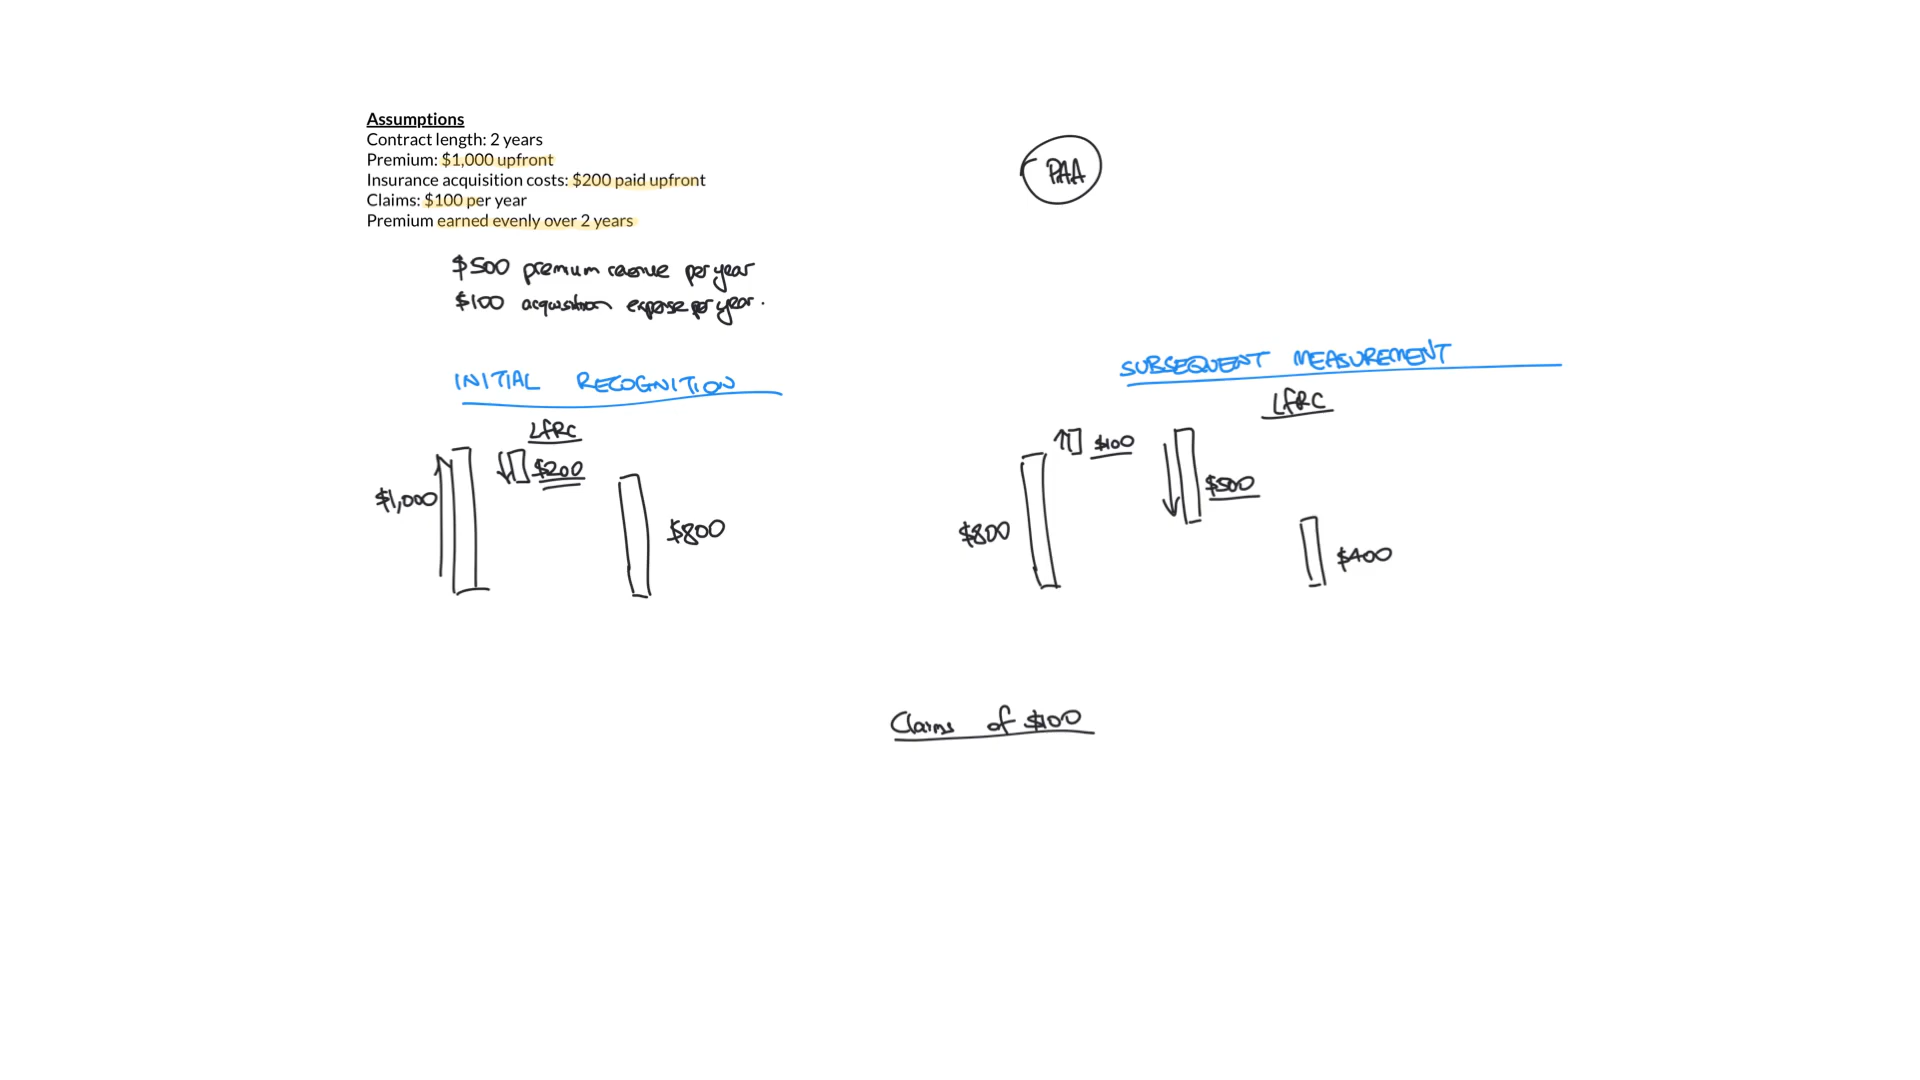 Assumptions
Contract length: 2 years
Premium: $1,000 upfront
Insurance acquisition costs: $200 paid upfront
Claims: $100 per year
Premium earned evenly over 2 years
PAA
$500 premium revenue per year
$100 acquisition expense per year.
INITIAL RECOGNITION
LfRC
$1,000
$200
$800
SUBSEQUENT MEASUREMENT
LfRC
$800
$100
$500
$400
Claims of $100